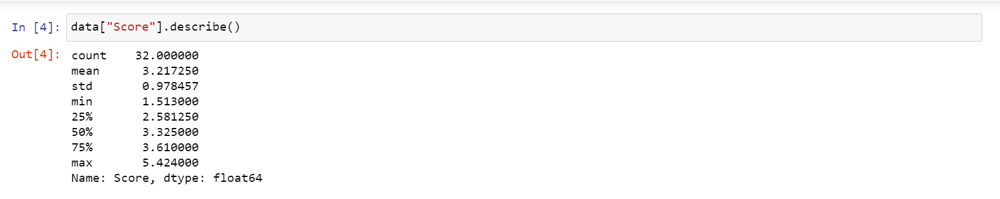 In [4]: data["Score"].describe()
Out[4]: count    32.000000
mean      3.217250
std       0.978457
min       1.513000
25%       2.581250
50%       3.325000
75%       3.610000
max       5.424000
Name: Score, dtype: float64